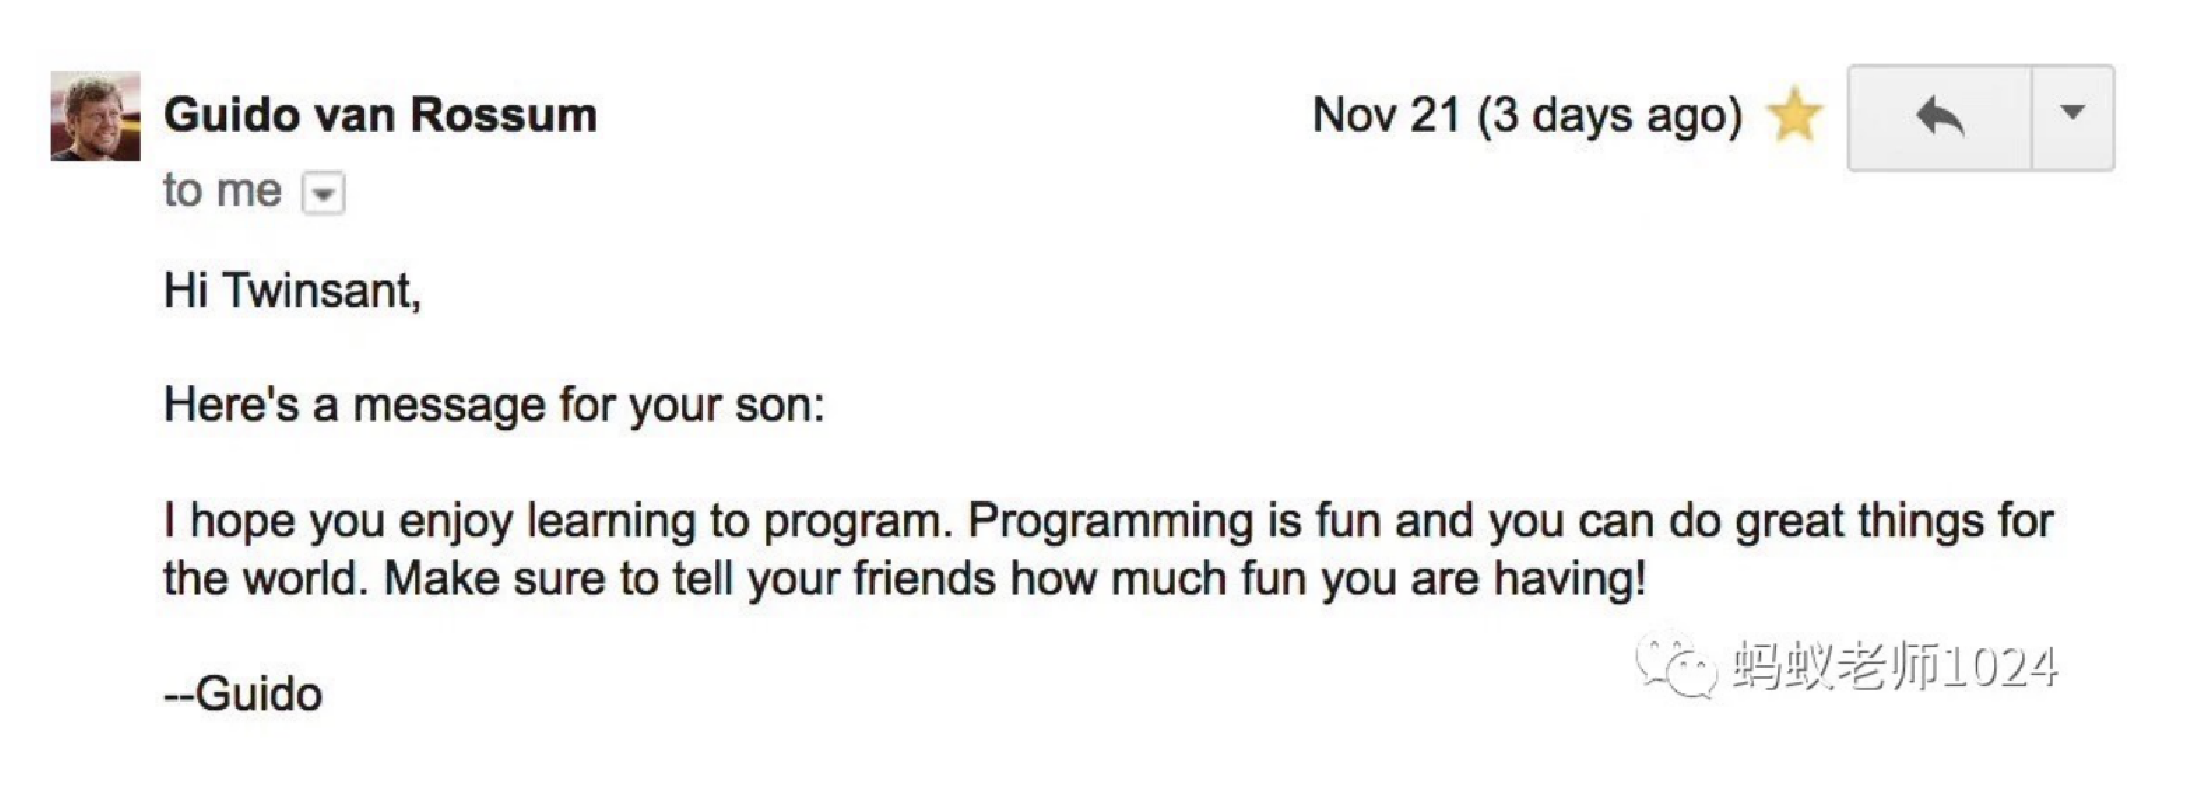 Guido van Rossum
Nov 21 (3 days ago)
to me
Hi Twinsant,
Here's a message for your son:
I hope you enjoy learning to program. Programming is fun and you can do great things for
the world. Make sure to tell your friends how much fun you are having!
--Guido
蚂蚁老师1024